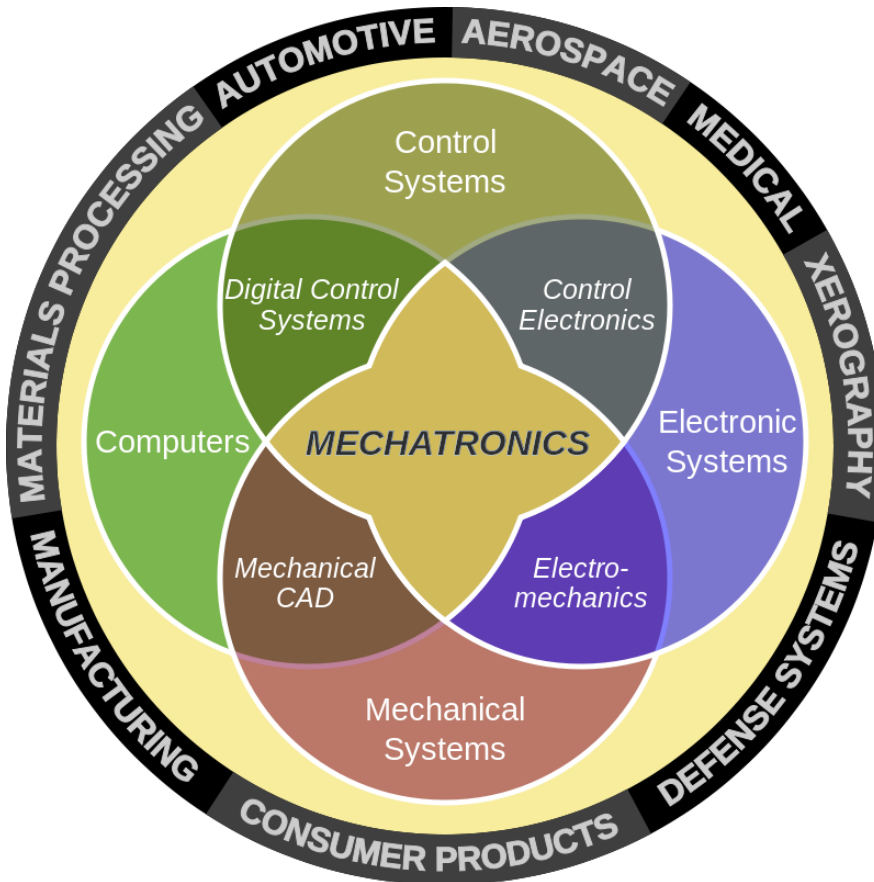 AUTOMOTIVE
AEROSPACE
MEDICAL
XEROGRAPHY
DEFENSE SYSTEMS
CONSUMER PRODUCTS
MANUFACTURING
MATERIALS PROCESSING
Control
Systems
Digital Control
Systems
Control
Electronics
Computers
MECHATRONICS
Electronic
Systems
Mechanical
CAD
Electro-
mechanics
Mechanical
Systems